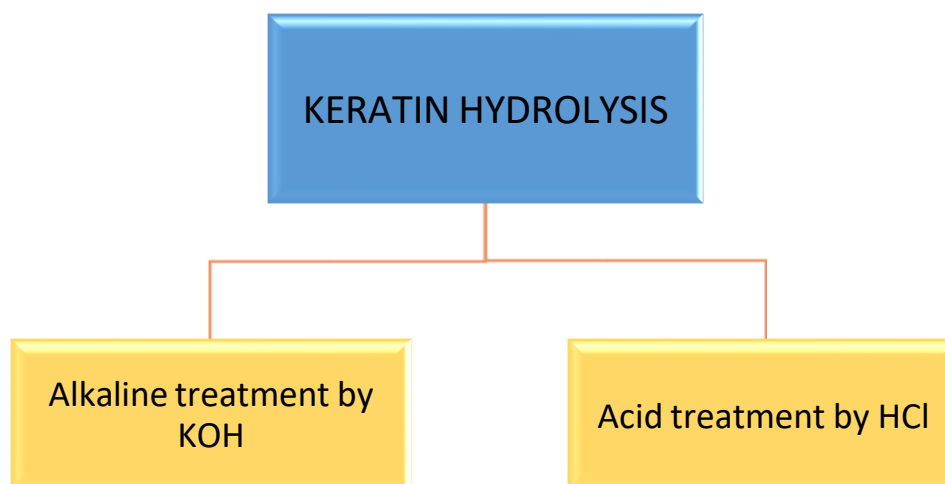 KERATIN HYDROLYSIS
Alkaline treatment by
KOH
Acid treatment by HCl